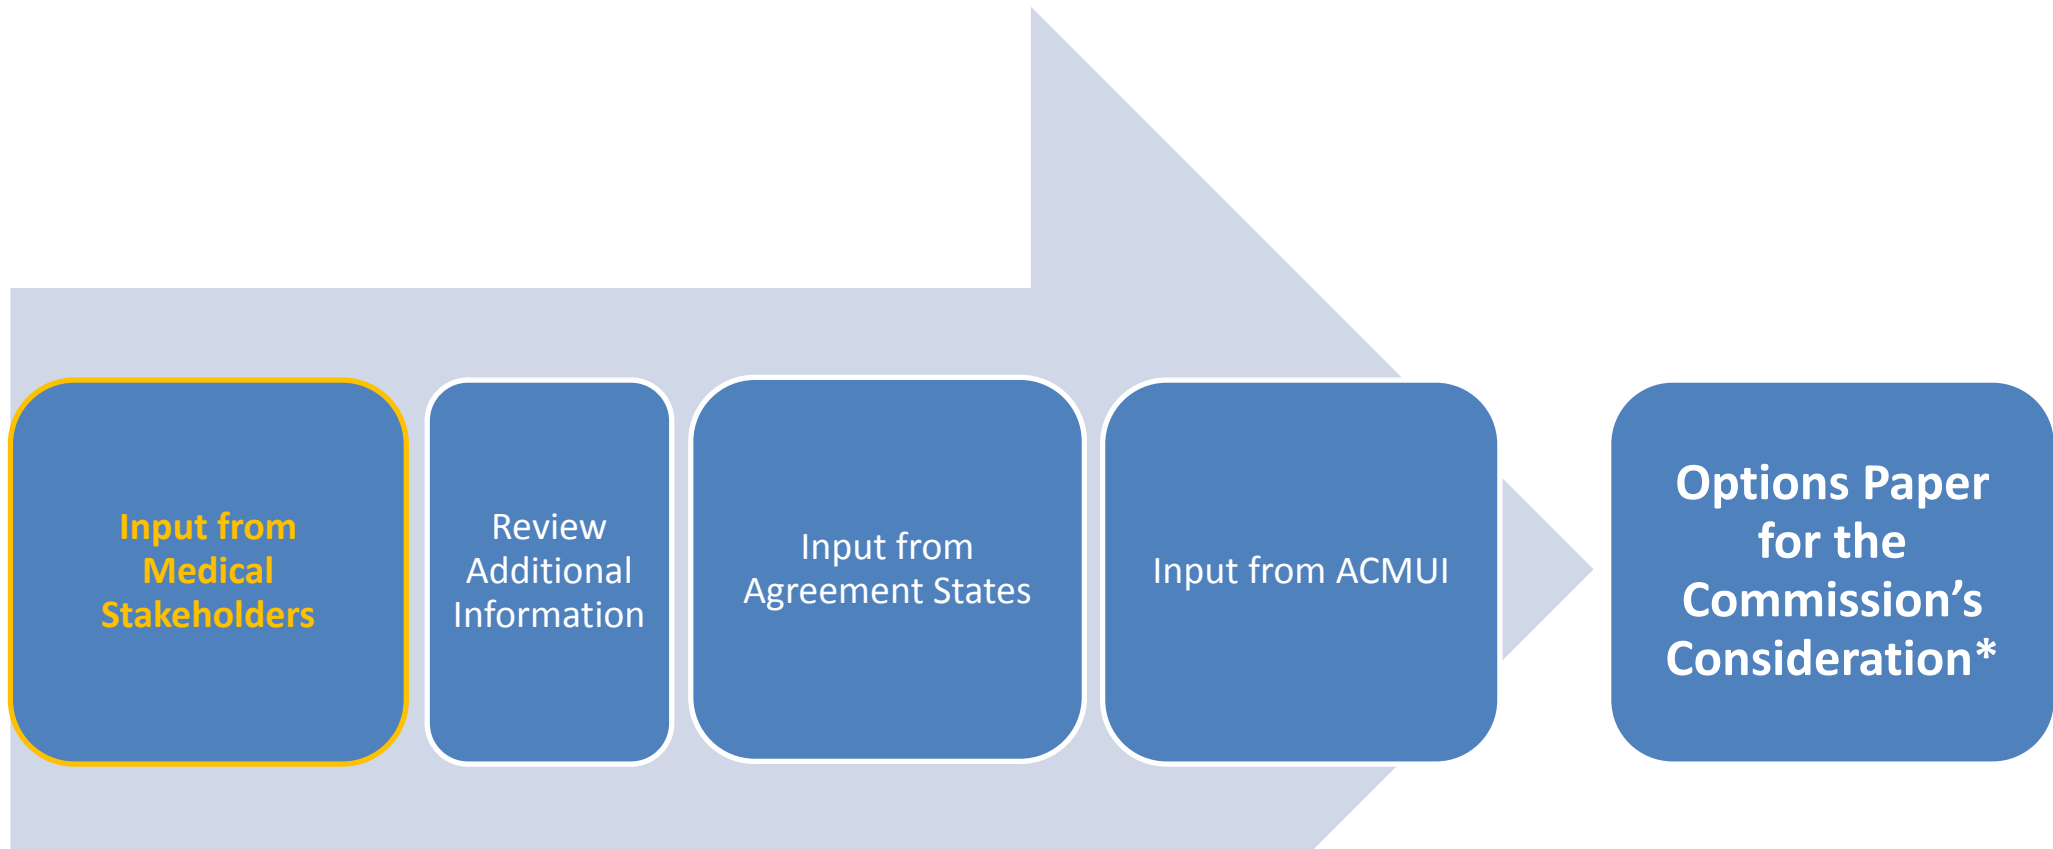 Input from
Medical
Stakeholders
Review
Additional
Information
Input from
Agreement States
Input from ACMUI
Options Paper
for the
Commission’s
Consideration*